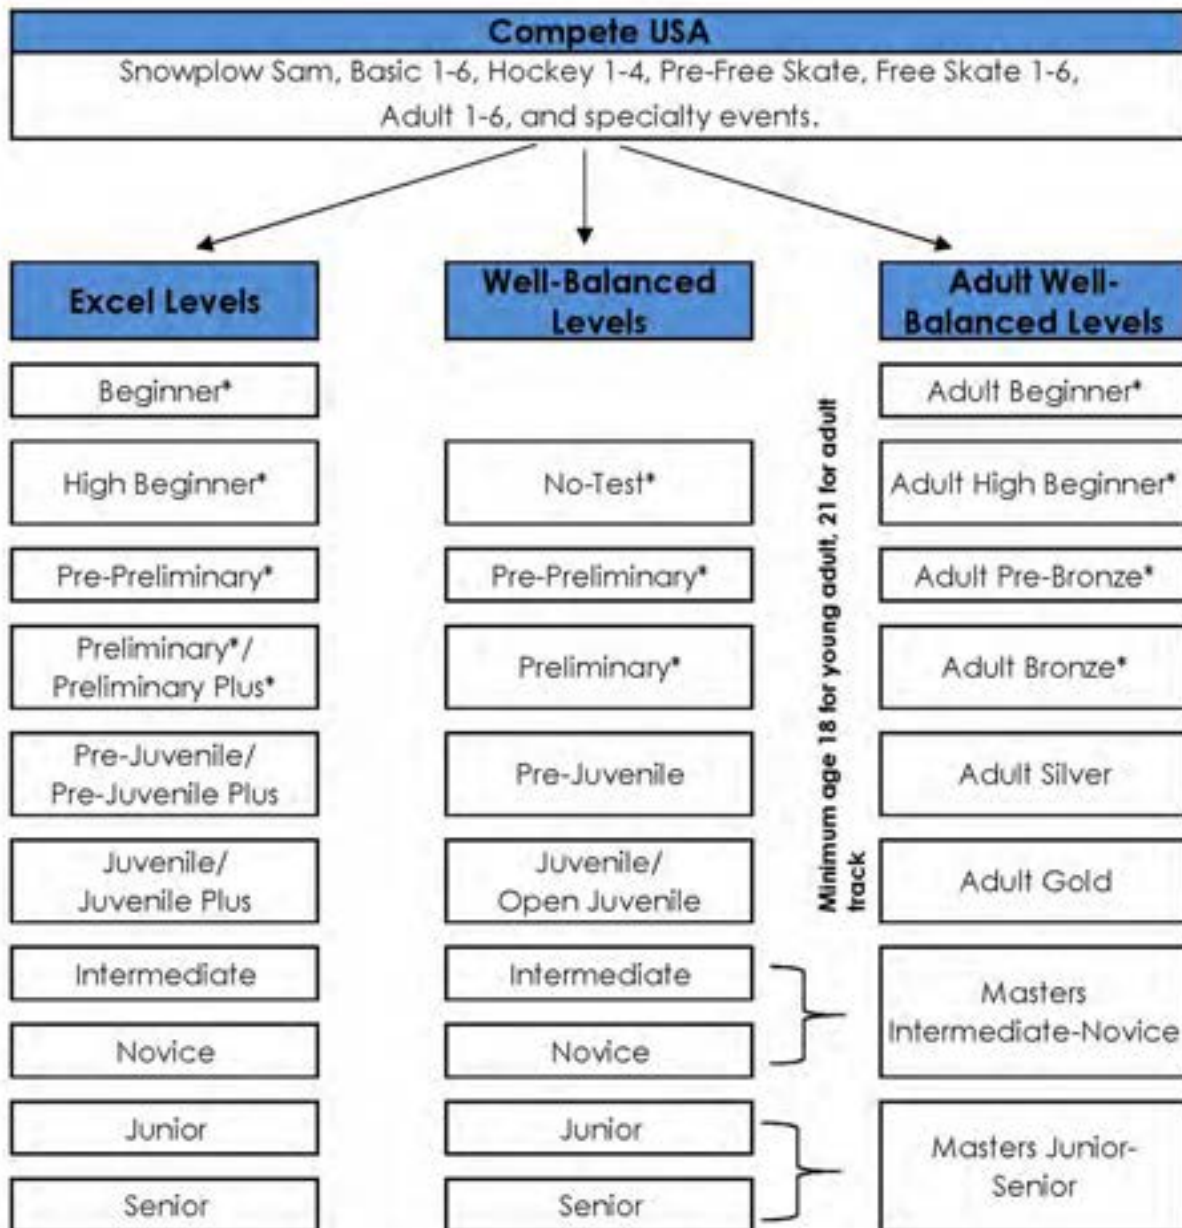 Compete USA
Snowplow Sam, Basic 1-6, Hockey 1-4, Pre-Free Skate, Free Skate 1-6,
Adult 1-6, and specialty events.
Excel Levels
Beginner*
High Beginner*
Pre-Preliminary*
Preliminary*/
Preliminary Plus*
Pre-Juvenile/
Pre-Juvenile Plus
Juvenile/
Juvenile Plus
Intermediate
Novice
Junior
Senior
Well-Balanced
Levels
No-Test*
Pre-Preliminary*
Preliminary*
Pre-Juvenile
Juvenile/
Open Juvenile
Intermediate
Novice
Junior
Senior
Minimum age 18 for young adult, 21 for adult
track
Adult Well-
Balanced Levels
Adult Beginner*
Adult High Beginner*
Adult Pre-Bronze*
Adult Bronze*
Adult Silver
Adult Gold
Masters
Intermediate-Novice
Masters Junior-
Senior